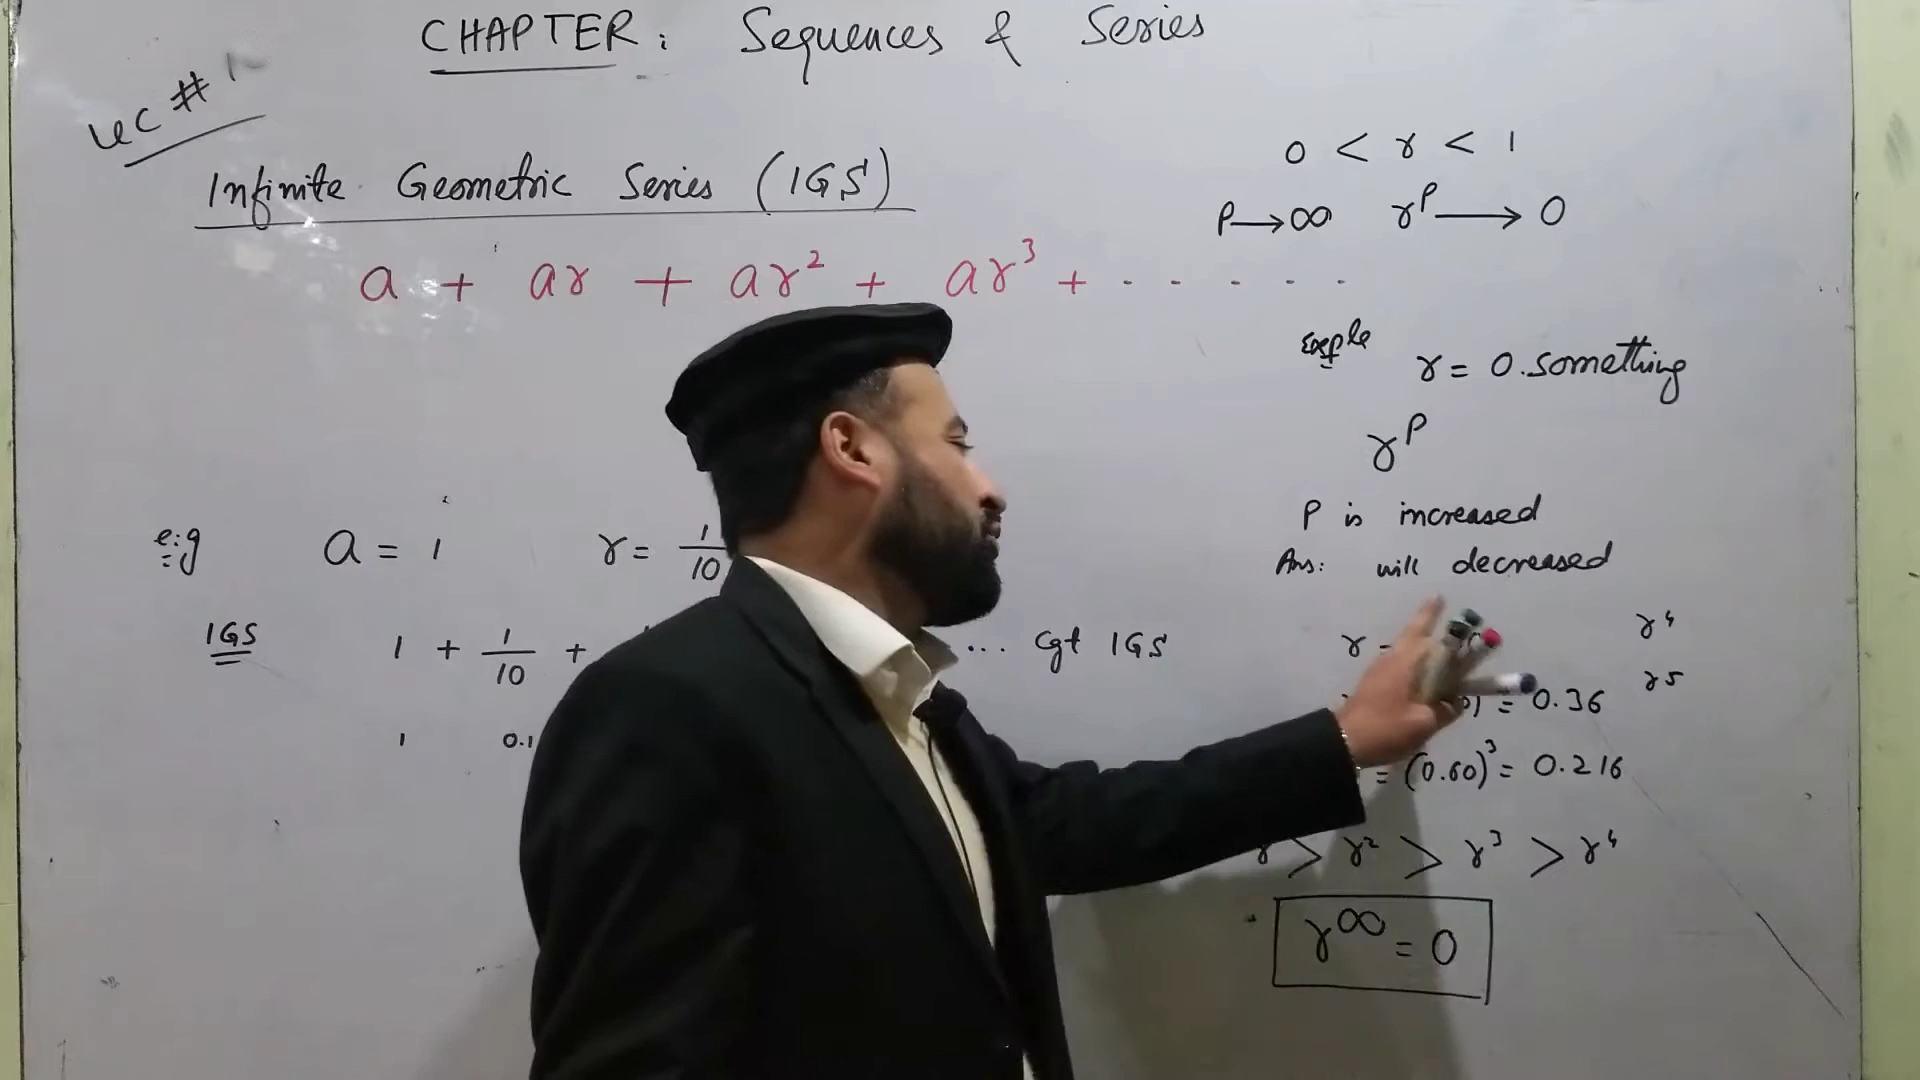 CHAPTER: Sequences & Series
Lec # 1
Infinite Geometric Series (IGS)
0 < r < 1
P→∞ r^P → 0
a + ar + ar² + ar³ + . . . . .
Exple r = 0.something
r^P
P is increased
Ans: will decreased
e.g a = 1 r = 1/10
IGS 1 + 1/10 + ... Cgt IGS
r = r⁴
= 0.36 r5
= (0.60)³ = 0.216
1 0.1
r > r² > r³ > r⁴
r^∞ = 0